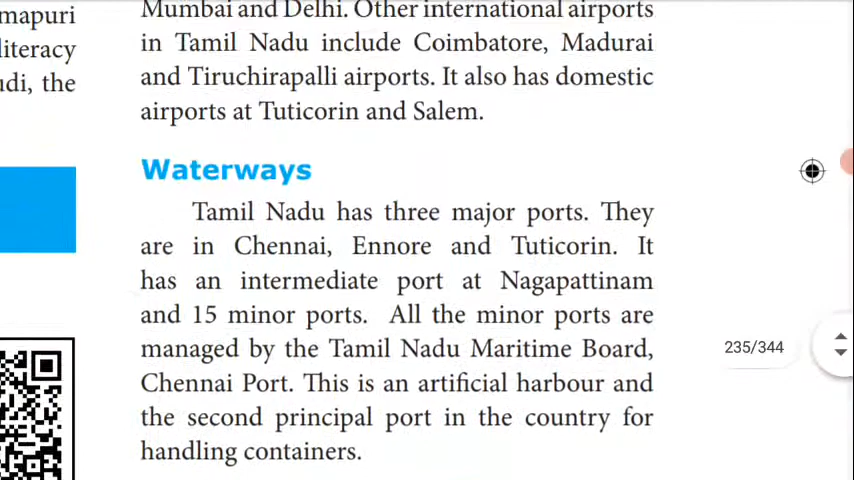 mapuri
literacy
udi, the
Mumbai and Delhi. Other international airports
in Tamil Nadu include Coimbatore, Madurai
and Tiruchirapalli airports. It also has domestic
airports at Tuticorin and Salem.
Waterways
Tamil Nadu has three major ports. They
are in Chennai, Ennore and Tuticorin. It
has an intermediate port at Nagapattinam
and 15 minor ports. All the minor ports are
managed by the Tamil Nadu Maritime Board,
Chennai Port. This is an artificial harbour and
the second principal port in the country for
handling containers.
235/344